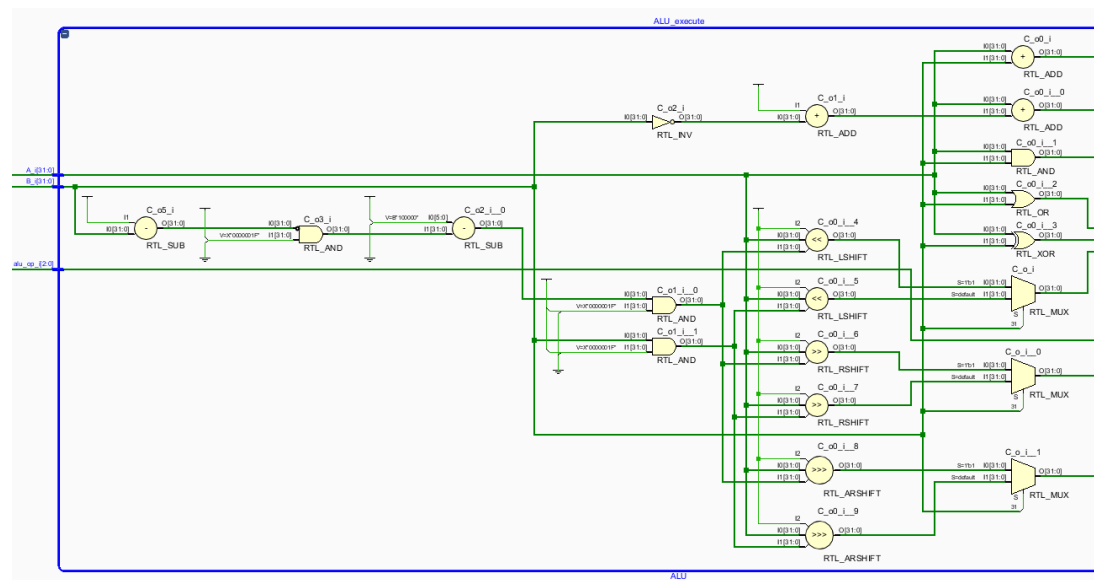 ALU_execute
A_i[31:0]
B_i[31:0]
alu_op_i[2:0]
C_o5_i
I1
I0[31:0]
-
O[31:0]
RTL_SUB
V=X"0000001F"
C_o3_i
I0[31:0]
I1[31:0]
O[31:0]
RTL_AND
V=B"100000"
C_o2_i__0
I0[5:0]
I1[31:0]
-
O[31:0]
RTL_SUB
C_o2_i
I0[31:0]
O[31:0]
RTL_INV
C_o1_i
I1
I0[31:0]
+
O[31:0]
RTL_ADD
V=X"0000001F"
C_o1_i__0
I0[31:0]
I1[31:0]
O[31:0]
RTL_AND
V=X"0000001F"
C_o1_i__1
I0[31:0]
I1[31:0]
O[31:0]
RTL_AND
C_o0_i__4
I2
I0[31:0]
I1[31:0]
<<
O[31:0]
RTL_LSHIFT
C_o0_i__5
I2
I0[31:0]
I1[31:0]
<<
O[31:0]
RTL_LSHIFT
C_o0_i__6
I2
I0[31:0]
I1[31:0]
>>
O[31:0]
RTL_RSHIFT
C_o0_i__7
I2
I0[31:0]
I1[31:0]
>>
O[31:0]
RTL_RSHIFT
C_o0_i__8
I2
I0[31:0]
I1[31:0]
>>>
O[31:0]
RTL_ARSHIFT
C_o0_i__9
I2
I0[31:0]
I1[31:0]
>>>
O[31:0]
RTL_ARSHIFT
C_o0_i
I0[31:0]
I1[31:0]
+
O[31:0]
RTL_ADD
C_o0_i__0
I0[31:0]
I1[31:0]
+
O[31:0]
RTL_ADD
C_o0_i__1
I0[31:0]
I1[31:0]
O[31:0]
RTL_AND
C_o0_i__2
I0[31:0]
I1[31:0]
O[31:0]
RTL_OR
C_o0_i__3
I0[31:0]
I1[31:0]
O[31:0]
RTL_XOR
C_o_i
S=1'b1 I0[31:0]
S=default I1[31:0]
O[31:0]
S
31
RTL_MUX
C_o_i__0
S=1'b1 I0[31:0]
S=default I1[31:0]
O[31:0]
S
31
RTL_MUX
C_o_i__1
S=1'b1 I0[31:0]
S=default I1[31:0]
O[31:0]
S
31
RTL_MUX
ALU